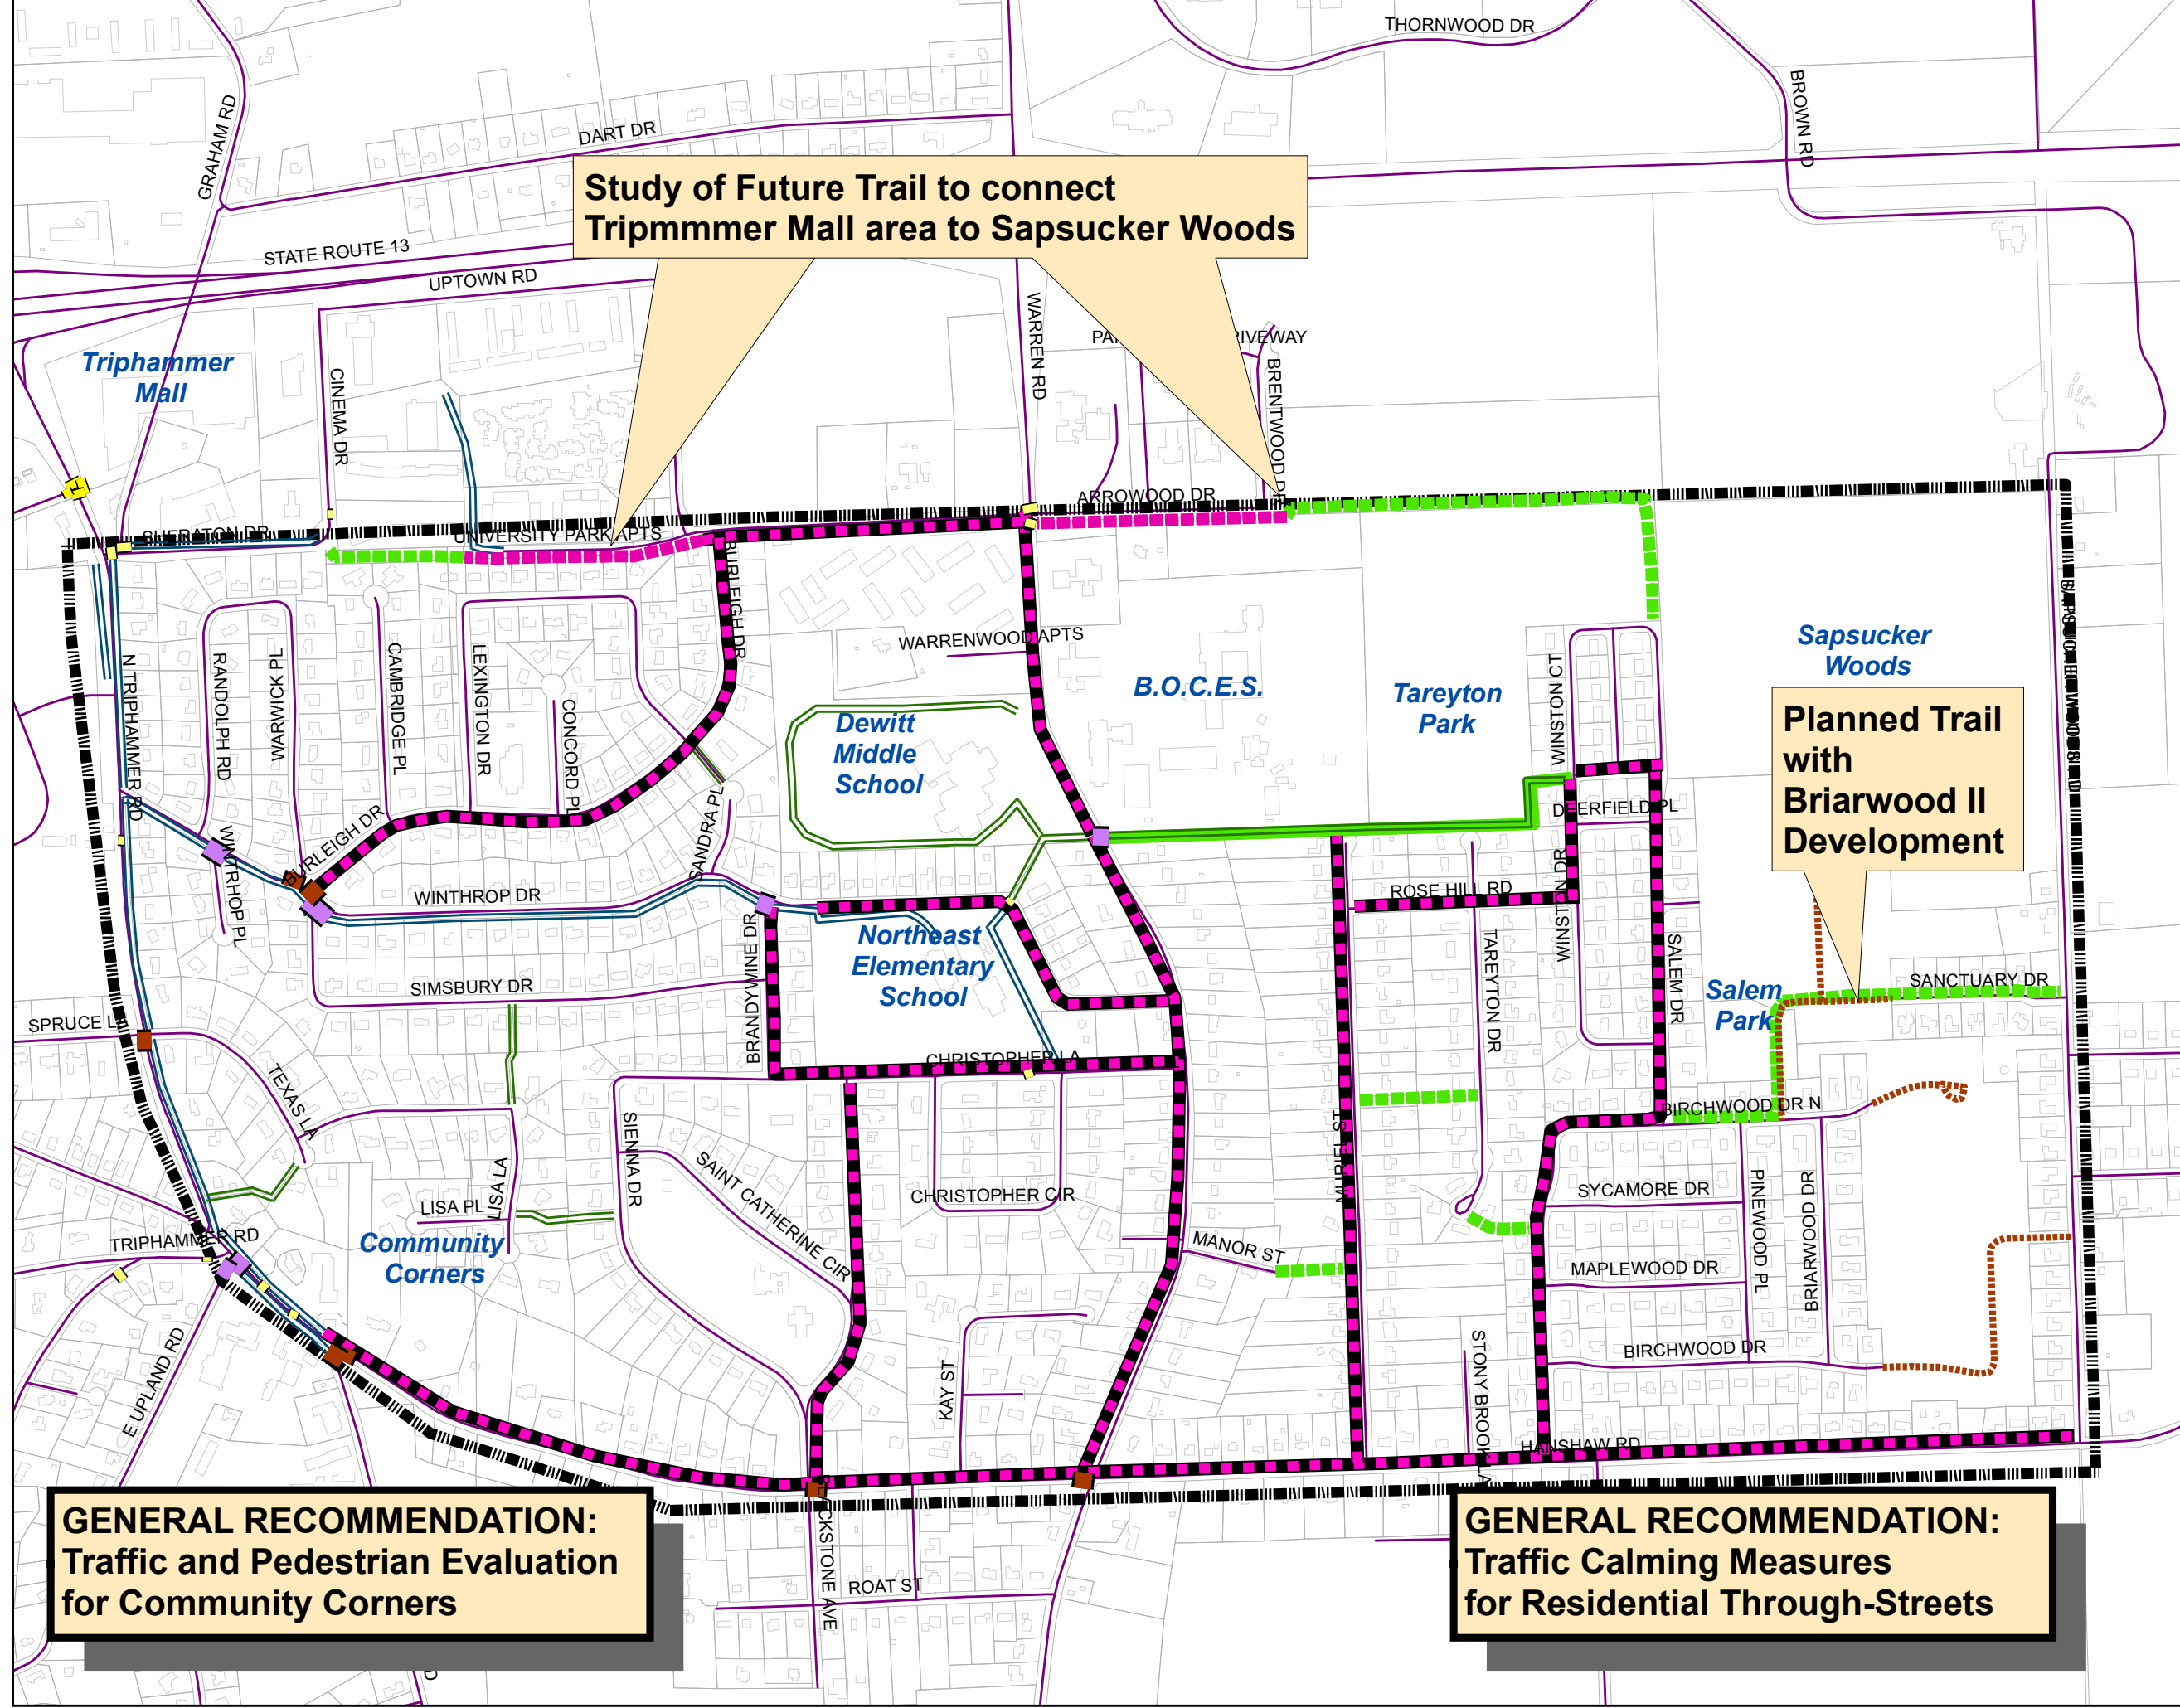 THORNWOOD DR
BROWN RD
GRAHAM RD
DART DR
Study of Future Trail to connect
Tripmmmer Mall area to Sapsucker Woods
STATE ROUTE 13
UPTOWN RD
WARREN RD
BRENTWOOD DR
Triphammer
Mall
CINEMA DR
ARROWOOD DR
SHERATON DR
UNIVERSITY PARK APTS
BURLEIGH DR
WARRENWOOD APTS
N TRIPHAMMER RD
RANDOLPH RD
WARWICK PL
CAMBRIDGE PL
LEXINGTON DR
CONCORD PL
Dewitt
Middle
School
B.O.C.E.S.
Tareyton
Park
WINSTON CT
Sapsucker
Woods
Planned Trail
with
Briarwood II
Development
DEERFIELD PL
SANDRA PL
BURLEIGH DR
WINTHROP PL
WINTHROP DR
ROSE HILL RD
WINSTON DR
BRANDYWINE DR
Northeast
Elementary
School
TAREYTON DR
SALEM DR
SIMSBURY DR
Salem
Park
SANCTUARY DR
SPRUCE LA
TEXAS LA
CHRISTOPHER LA
MURIEL ST
BIRCHWOOD DR N
SIENNA DR
SAINT CATHERINE CIR
LISA LA
LISA PL
CHRISTOPHER CIR
SYCAMORE DR
PINEWOOD PL
BRIARWOOD DR
TRIPHAMMER RD
Community
Corners
MANOR ST
MAPLEWOOD DR
E UPLAND RD
KAY ST
STONY BROOK LA
BIRCHWOOD DR
HANSHAW RD
GENERAL RECOMMENDATION:
Traffic and Pedestrian Evaluation
for Community Corners
ROAT ST
GENERAL RECOMMENDATION:
Traffic Calming Measures
for Residential Through-Streets